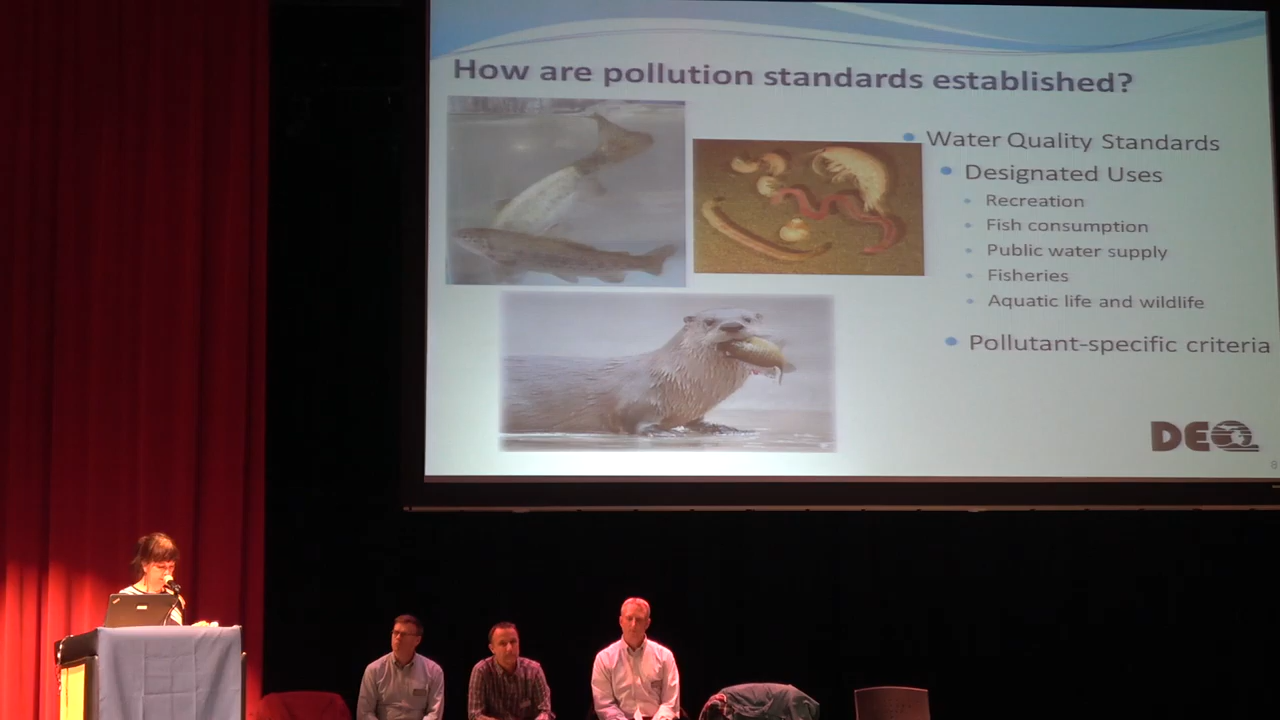 How are pollution standards established?
Water Quality Standards
Designated Uses
Recreation
Fish consumption
Public water supply
Fisheries
Aquatic life and wildlife
Pollutant-specific criteria
DEQ